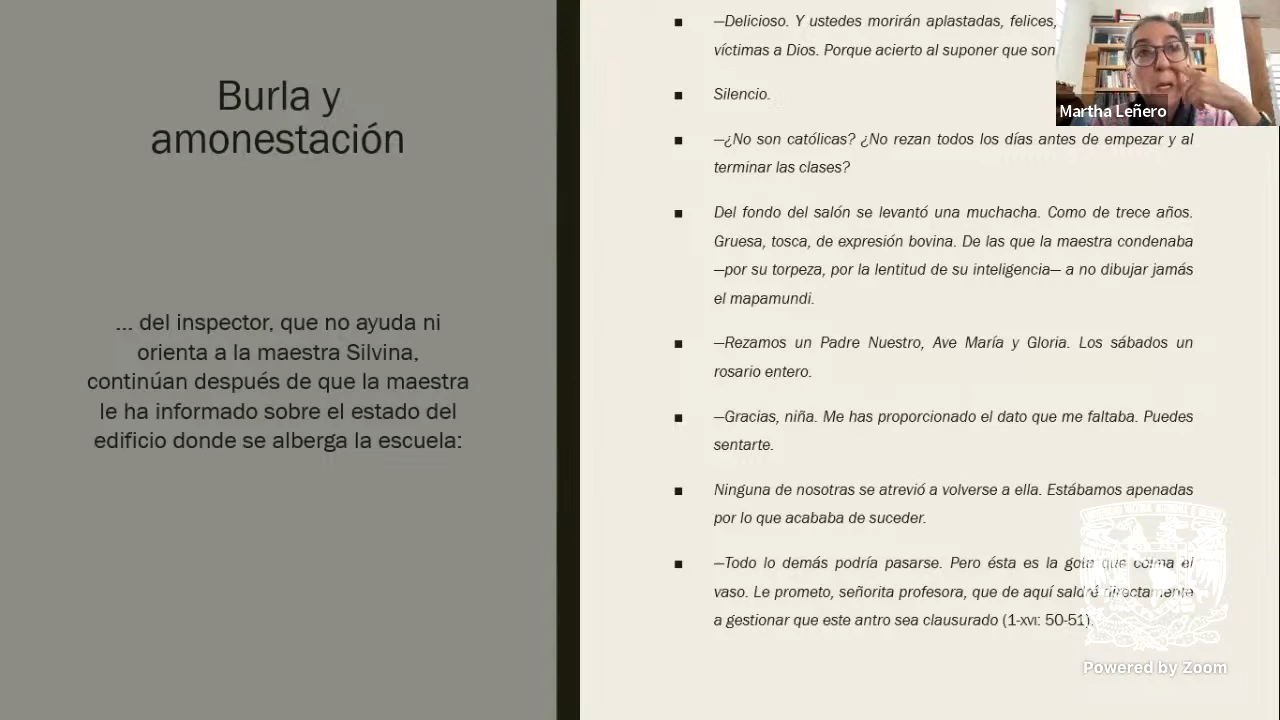 Burla y
amonestación
... del inspector, que no ayuda ni
orienta a la maestra Silvina,
continúan después de que la maestra
le ha informado sobre el estado del
edificio donde se alberga la escuela:
■ —Delicioso. Y ustedes morirán aplastadas, felices,
víctimas a Dios. Porque acierto al suponer que son
■ Silencio.
■ —¿No son católicas? ¿No rezan todos los días antes de empezar y al
terminar las clases?
■ Del fondo del salón se levantó una muchacha. Como de trece años.
Gruesa, tosca, de expresión bovina. De las que la maestra condenaba
—por su torpeza, por la lentitud de su inteligencia— a no dibujar jamás
el mapamundi.
■ —Rezamos un Padre Nuestro, Ave María y Gloria. Los sábados un
rosario entero.
■ —Gracias, niña. Me has proporcionado el dato que me faltaba. Puedes
sentarte.
■ Ninguna de nosotras se atrevió a volverse a ella. Estábamos apenadas
por lo que acababa de suceder.
■ —Todo lo demás podría pasarse. Pero ésta es la gota que colma el
vaso. Le prometo, señorita profesora, que de aquí saldré directamente
a gestionar que este antro sea clausurado (1-XVI: 50-51).
Martha Leñero
Powered by Zoom